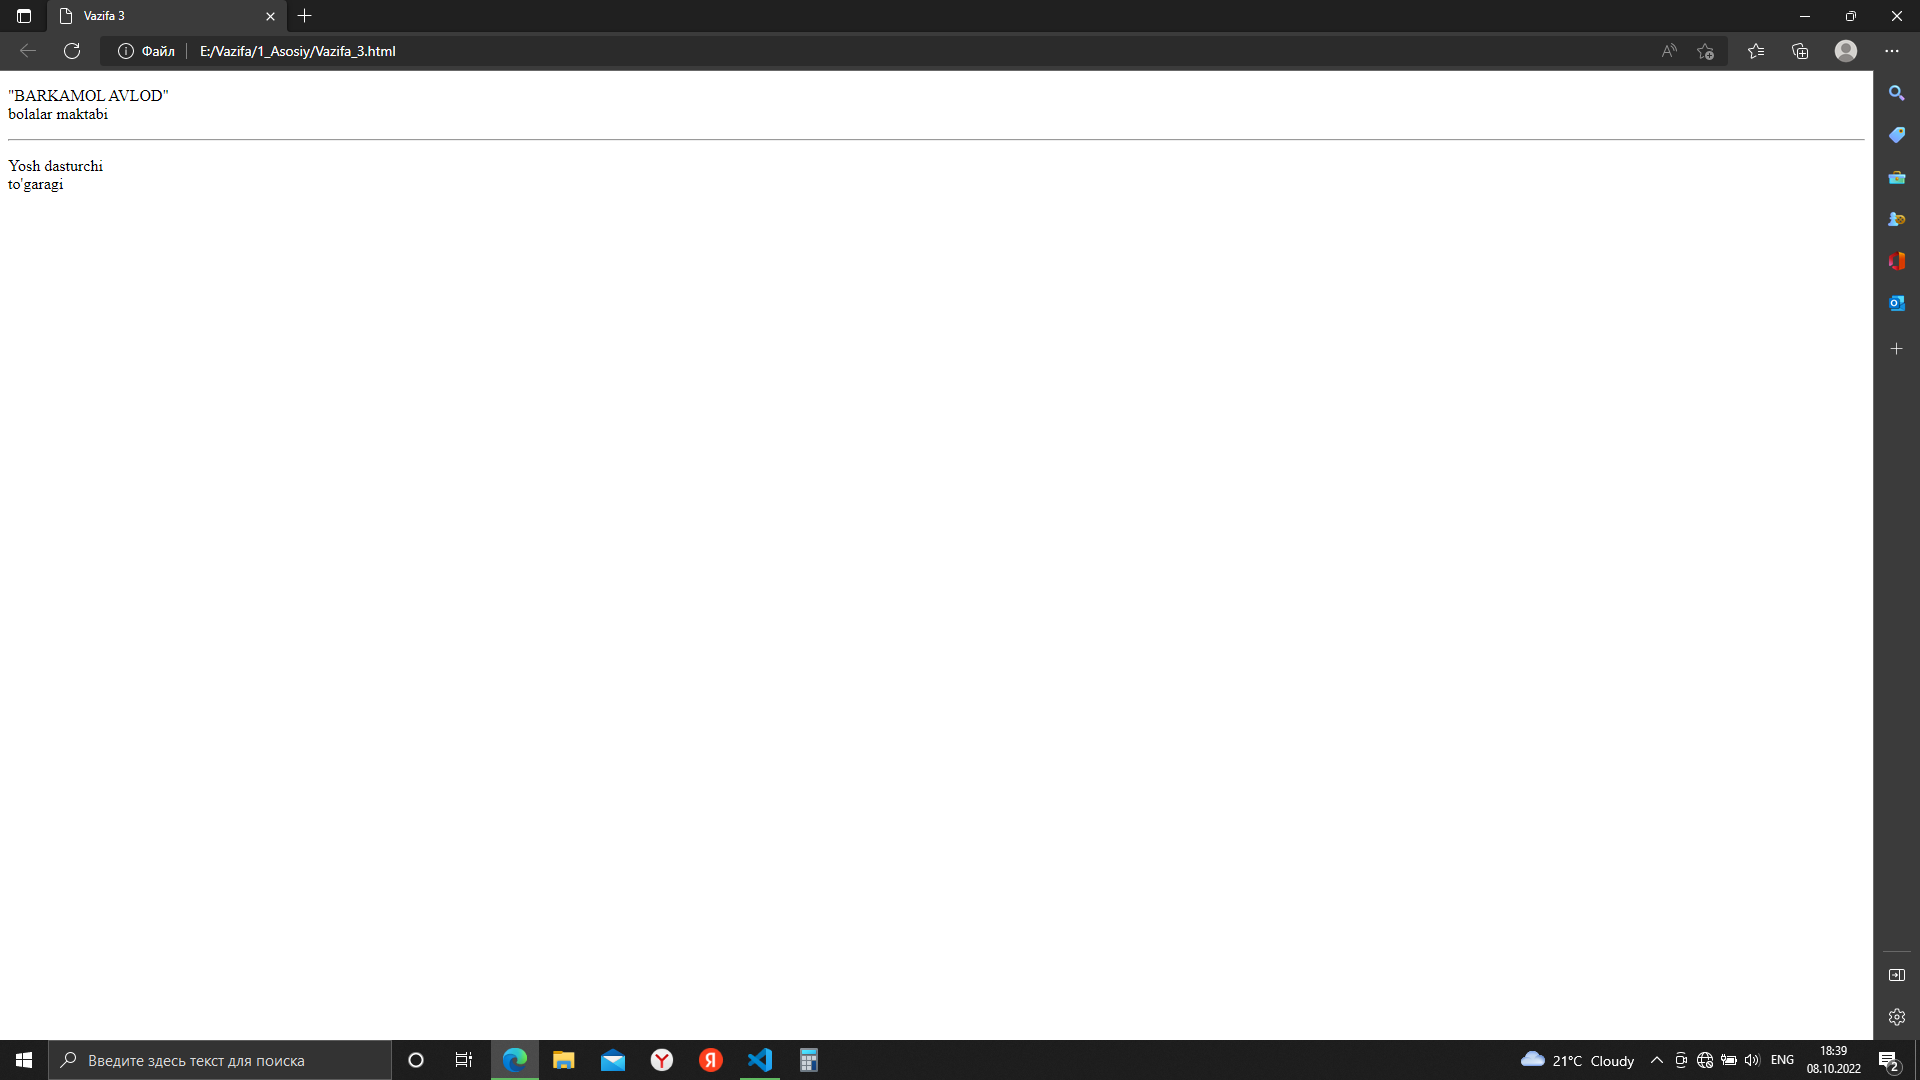 Vazifa 3
Файл
E:/Vazifa/1_Asosiy/Vazifa_3.html
"BARKAMOL AVLOD"
bolalar maktabi
Yosh dasturchi
to'garagi
Введите здесь текст для поиска
21°C Cloudy
ENG
18:39
08.10.2022
2